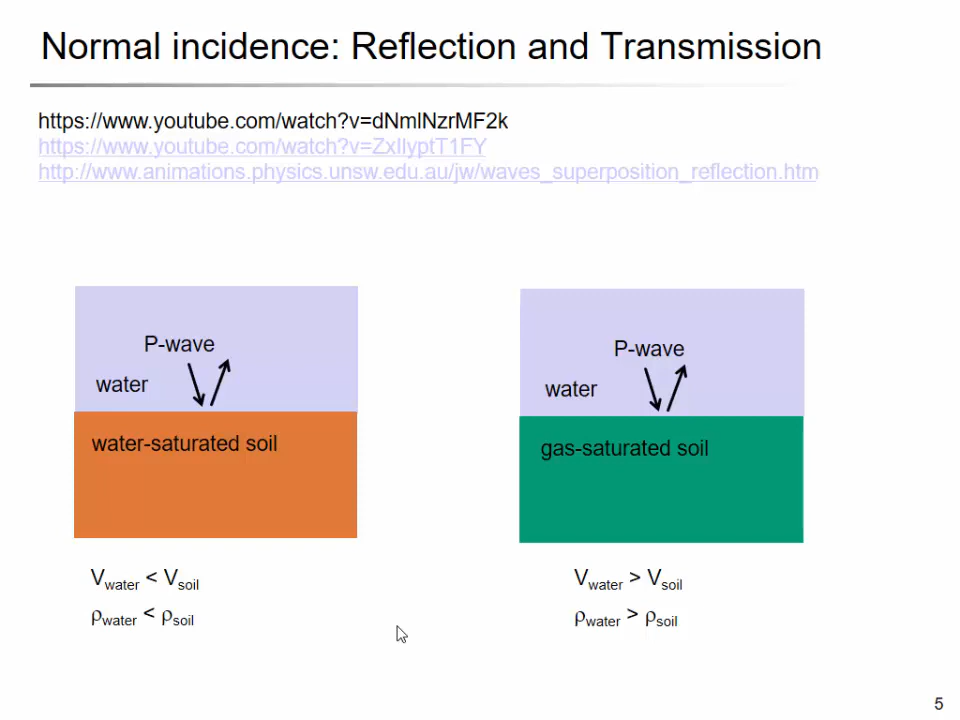 Normal incidence: Reflection and Transmission
https://www.youtube.com/watch?v=dNmlNzrMF2k
https://www.youtube.com/watch?v=ZxIlyptT1FY
http://www.animations.physics.unsw.edu.au/jw/waves_superposition_reflection.htm
P-wave
water
water-saturated soil
Vwater < Vsoil
ρwater < ρsoil
P-wave
water
gas-saturated soil
Vwater > Vsoil
ρwater > ρsoil
5